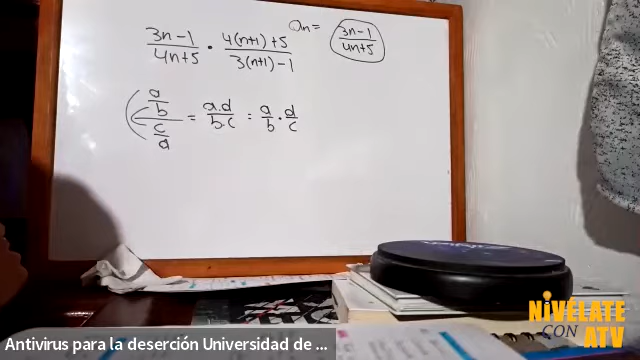 aₙ = (3n-1)/(4n+5)
(3n-1)/(4n+5) · (4(n+1)+5)/(3(n+1)-1)
((a/b)/(c/d) = (a.d)/(b.c) = a/b · d/c
NiVÉLATE
CON ATV
Antivirus para la deserción Universidad de ...